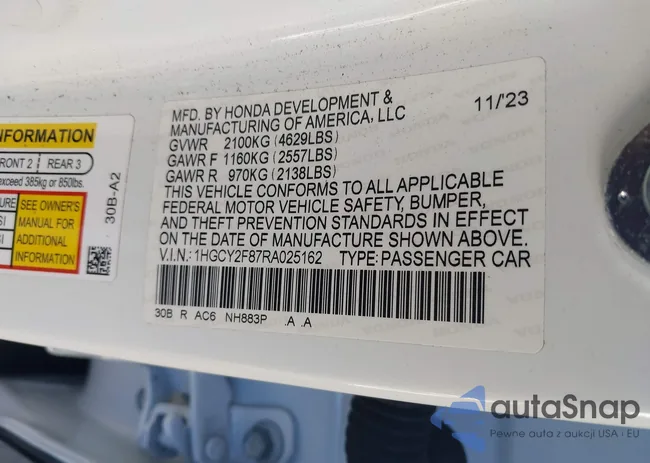 MFD. BY HONDA DEVELOPMENT &
MANUFACTURING OF AMERICA, LLC
11/'23
GVWR 2100KG (4629LBS)
GAWR F 1160KG (2557LBS)
GAWR R 970KG (2138LBS)
THIS VEHICLE CONFORMS TO ALL APPLICABLE
FEDERAL MOTOR VEHICLE SAFETY, BUMPER,
AND THEFT PREVENTION STANDARDS IN EFFECT
ON THE DATE OF MANUFACTURE SHOWN ABOVE.
V.I.N.: 1HGCY2F87RA025162 TYPE: PASSENGER CAR
30B R AC6 NH883P .A .A
INFORMATION
FRONT 2 REAR 3
exceed 385kg or 850lbs.
SEE OWNER'S
MANUAL FOR
ADDITIONAL
INFORMATION
30B-A2
autaSnap
Pewne auta z aukcji USA i EU